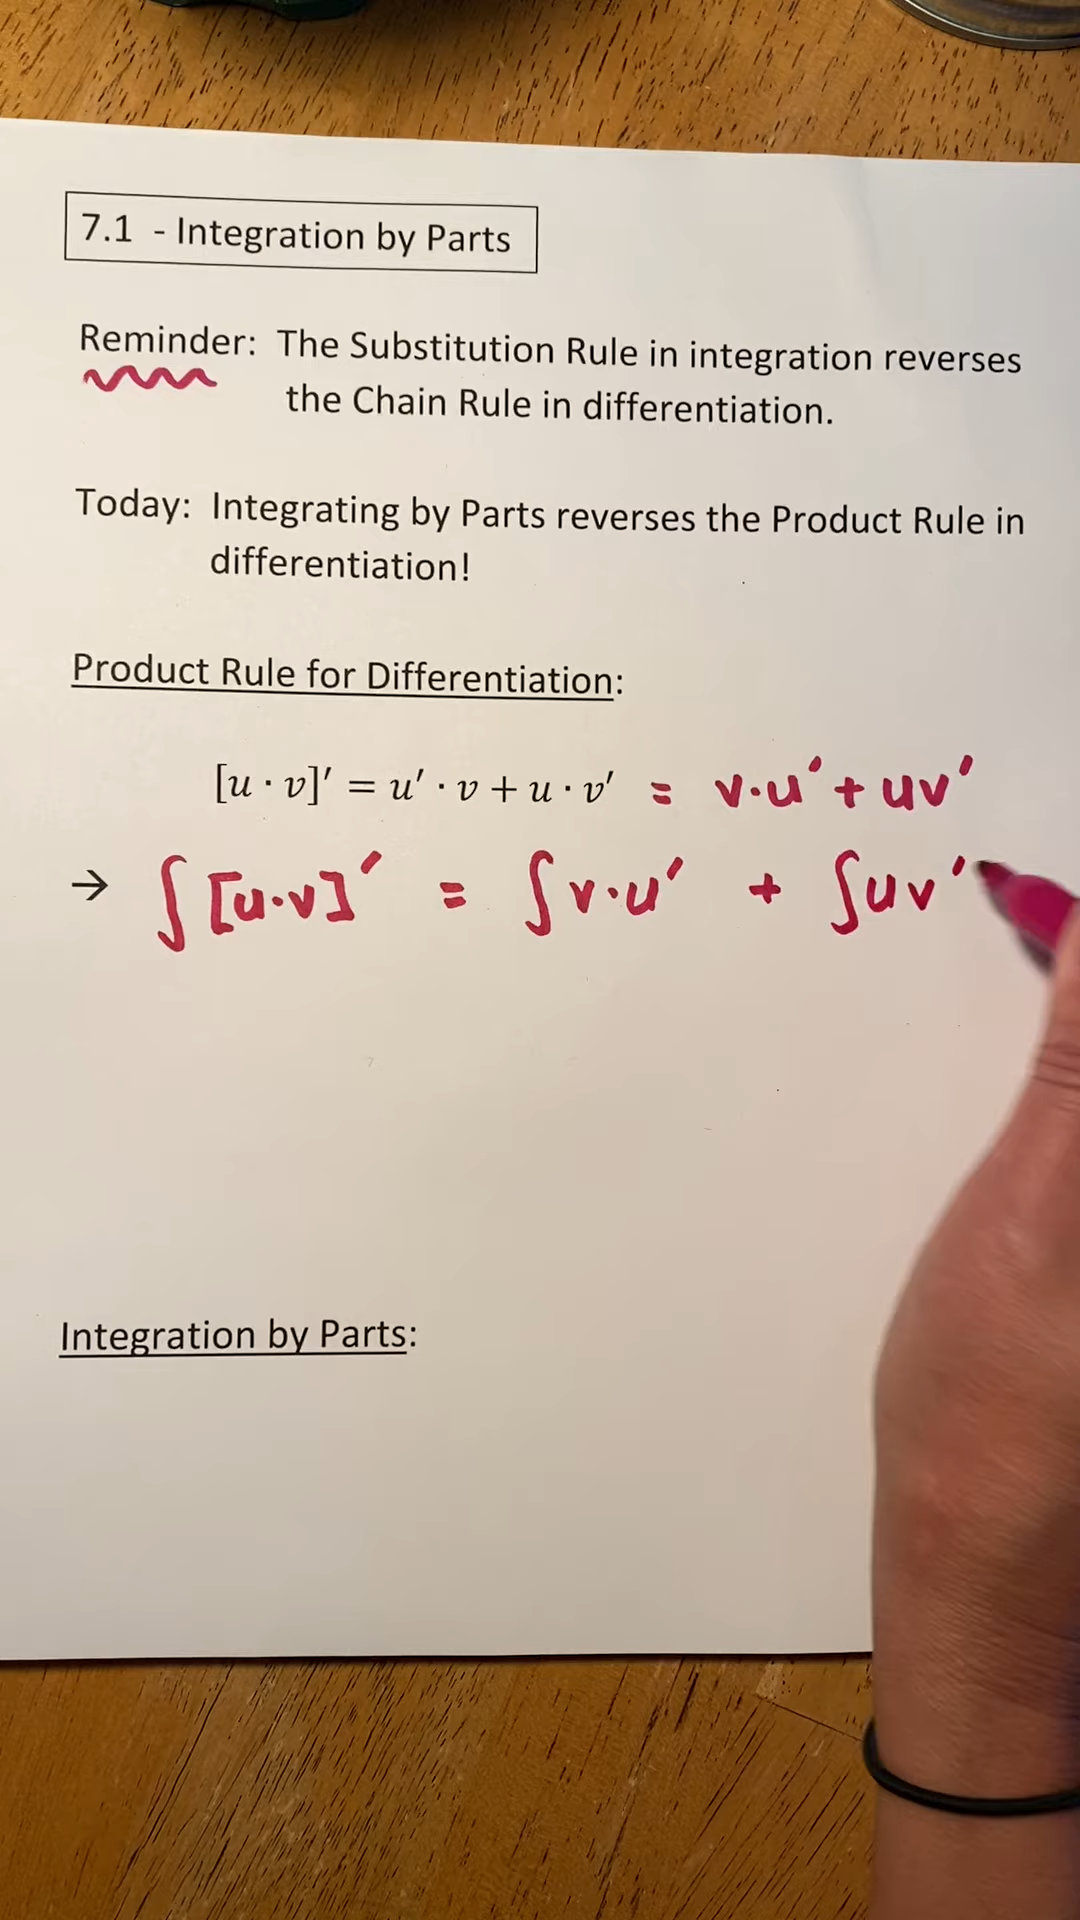 7.1 - Integration by Parts
Reminder: The Substitution Rule in integration reverses
the Chain Rule in differentiation.
Today: Integrating by Parts reverses the Product Rule in
differentiation!
Product Rule for Differentiation:
[u · v]′ = u′ · v + u · v′ = v·u′ + uv′
→ ∫ [u·v]′ = ∫ v·u′ + ∫ uv′
Integration by Parts: